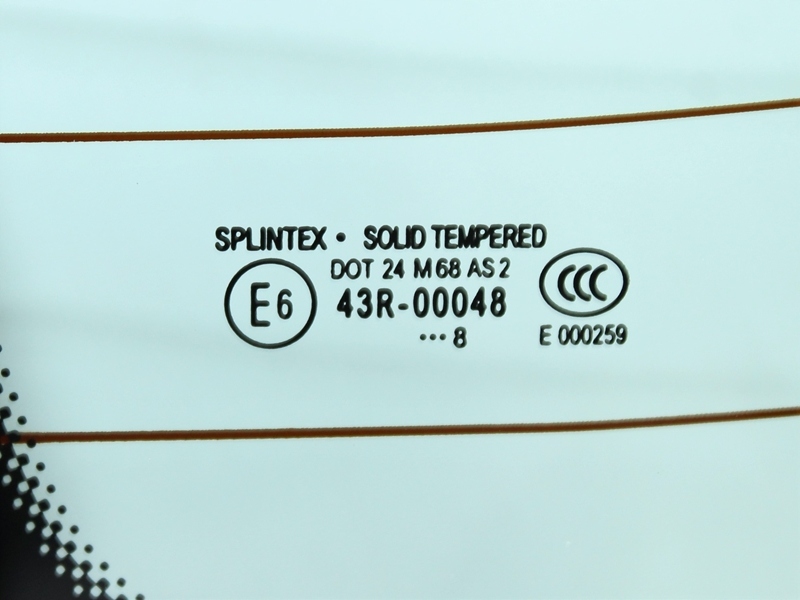 SPLINTEX • SOLID TEMPERED
DOT 24 M68 AS2
E6
43R-00048
CCC
••• 8
E 000259